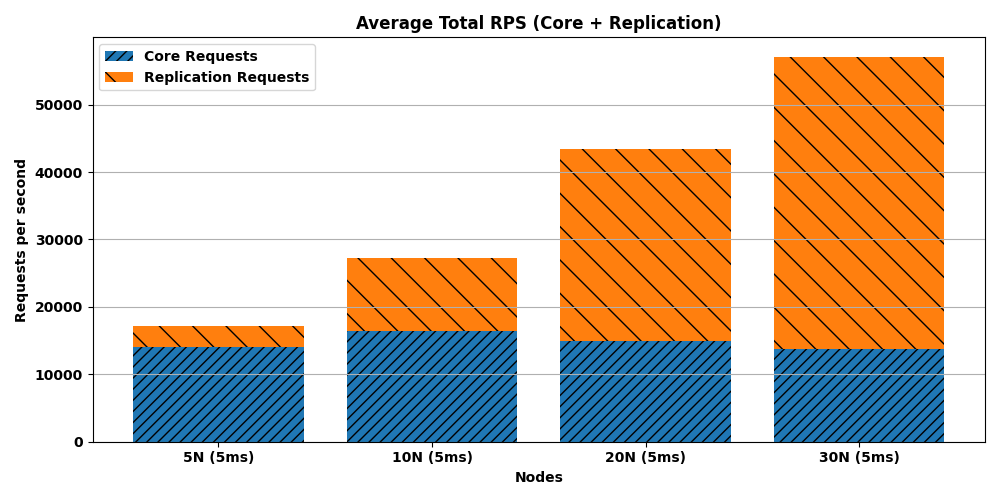 Average Total RPS (Core + Replication)
Core Requests
Replication Requests
Requests per second
50000
40000
30000
20000
10000
0
5N (5ms)
10N (5ms)
20N (5ms)
30N (5ms)
Nodes